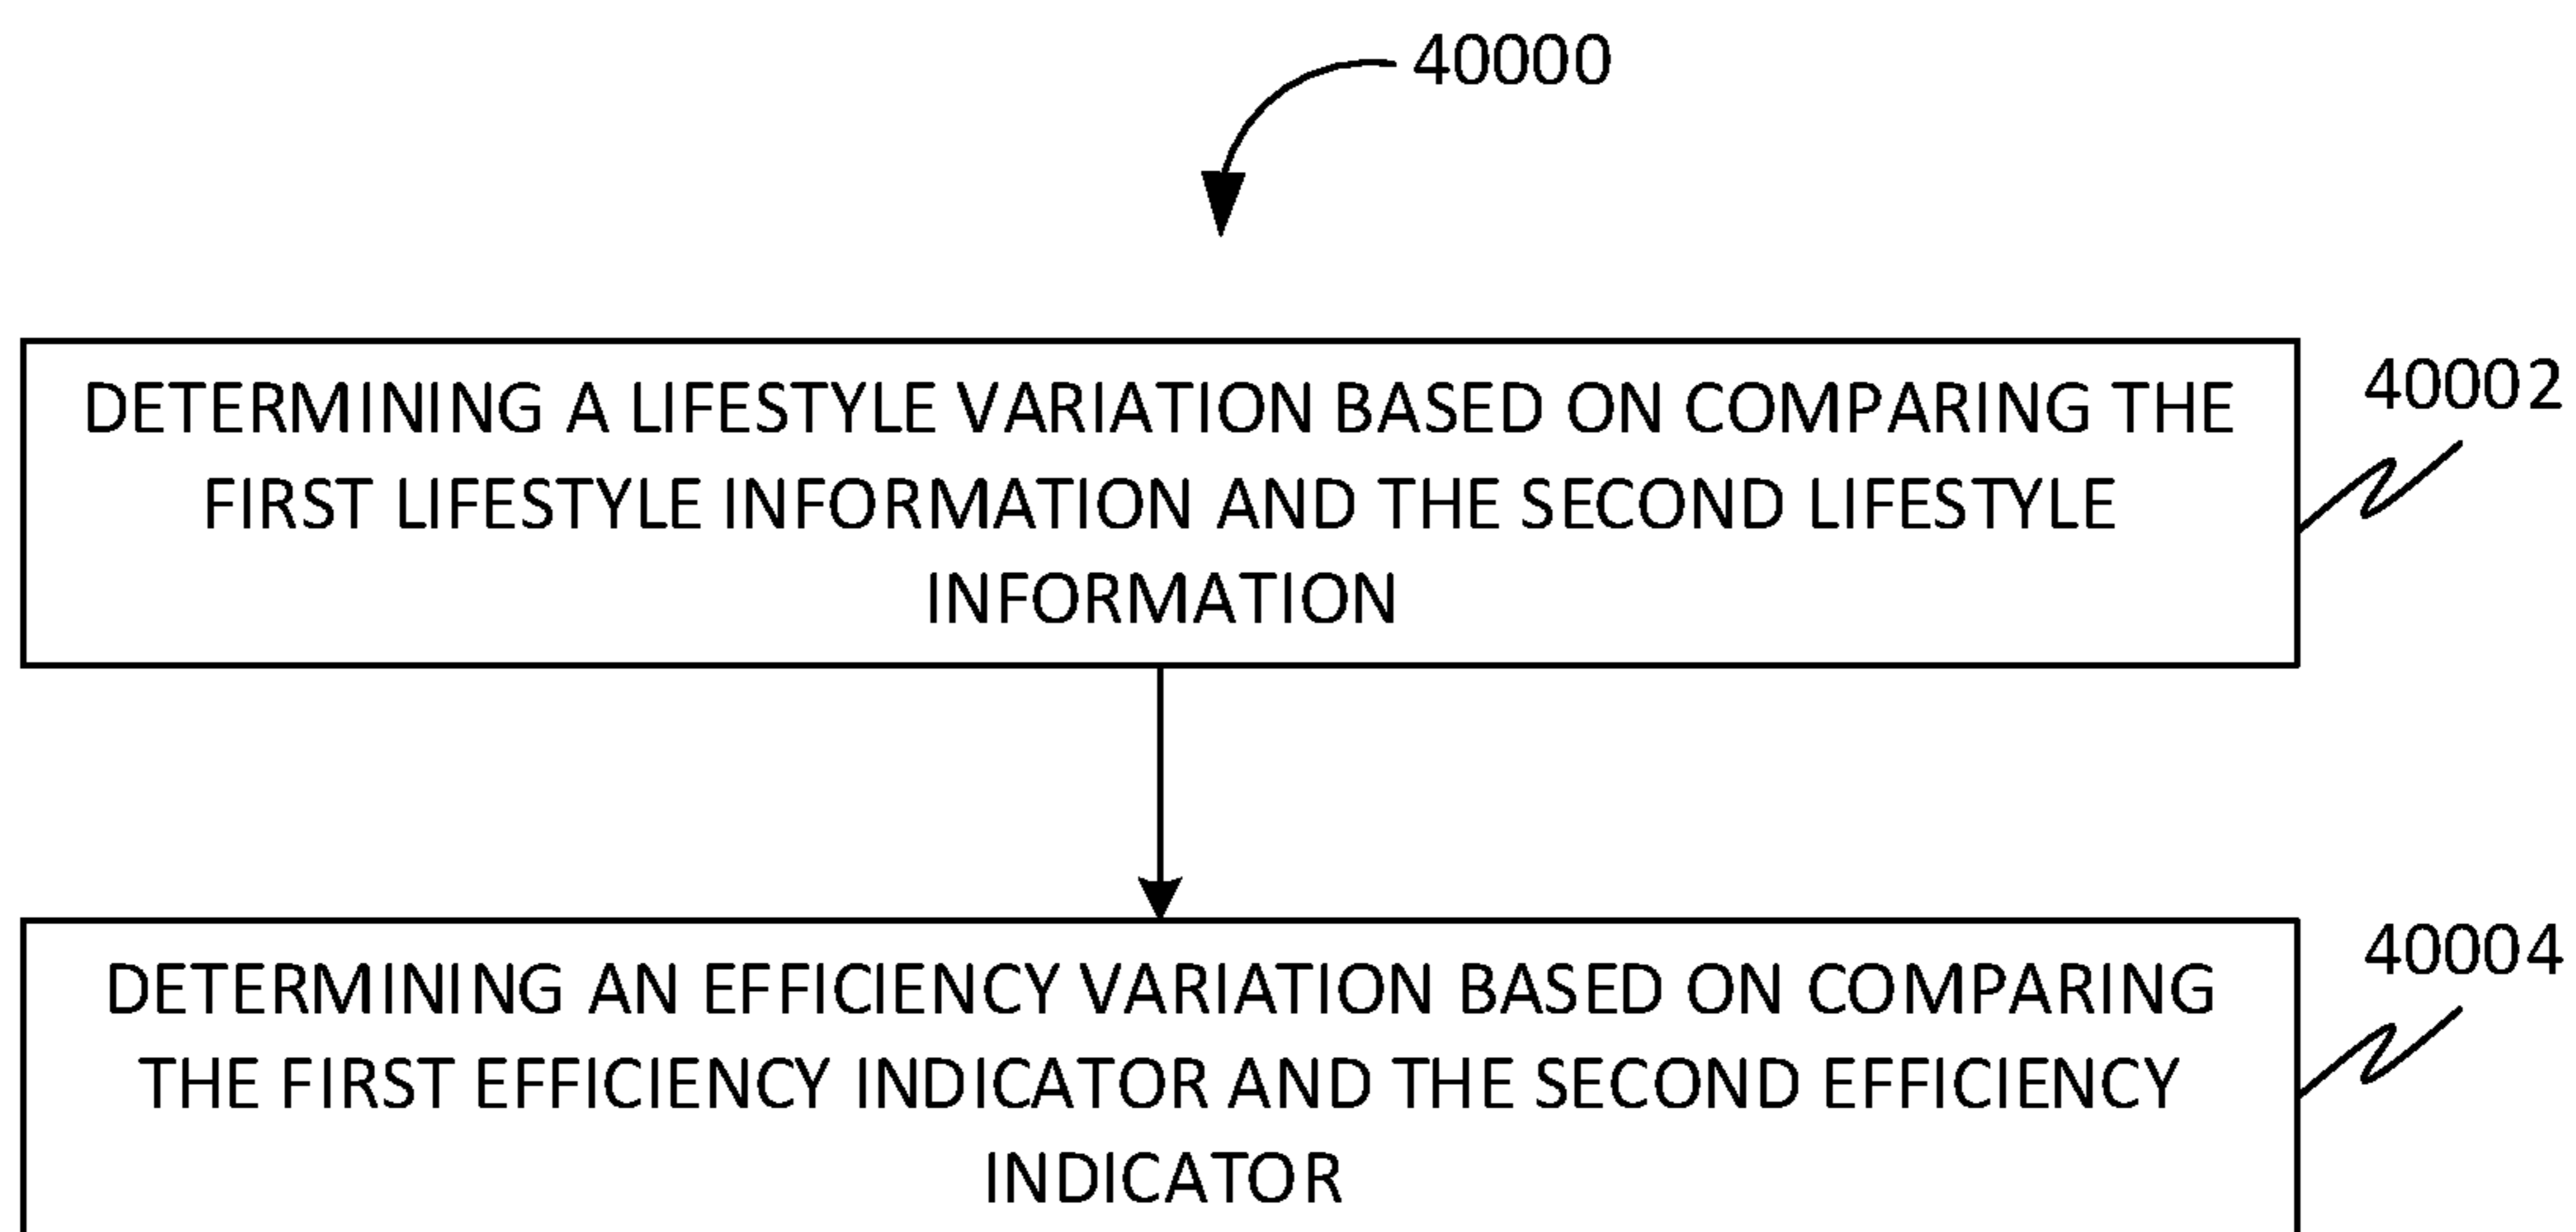 40000
DETERMINING A LIFESTYLE VARIATION BASED ON COMPARING THE
FIRST LIFESTYLE INFORMATION AND THE SECOND LIFESTYLE
INFORMATION
40002
DETERMINING AN EFFICIENCY VARIATION BASED ON COMPARING
THE FIRST EFFICIENCY INDICATOR AND THE SECOND EFFICIENCY
INDICATOR
40004